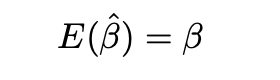 E(β̂) = β